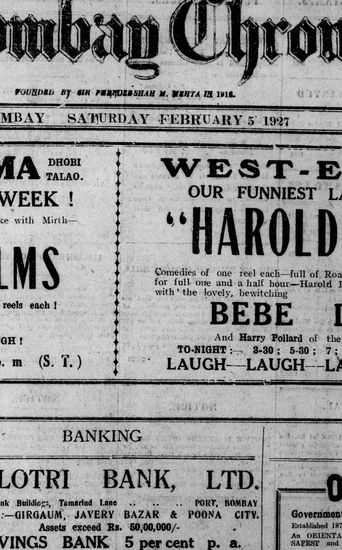 ombay Chron
FOUNDED BY SIR PHEROZESHAH M. MEHTA IN 1913.
MBAY SATURDAY FEBRUARY 5 1927
MA DHOBI
TALAO.
WEEK !
ke with Mirth—
LMS
reels each !
GH !
p. m (S. T.)
WEST-E
OUR FUNNIEST LA
"HAROLD
Comedies of one reel each—full of Roa
for full one and a half hour—Harold L
with the lovely, bewitching
BEBE
And Harry Pollard of the
TO-NIGHT :— 3-30 ; 5-30 ; 7 ;
LAUGH—LAUGH—LA
BANKING
LOTRI BANK, LTD.
nk Buildings, Tamarind Lane .. .. .. PORT, BOMBAY
:—GIRGAUM, JAVERY BAZAR & POONA CITY.
Assets exceed Rs. 50,00,000/-
VINGS BANK 5 per cent p. a.
O
Government
Established 187
An ORIENTA
SAFEST and